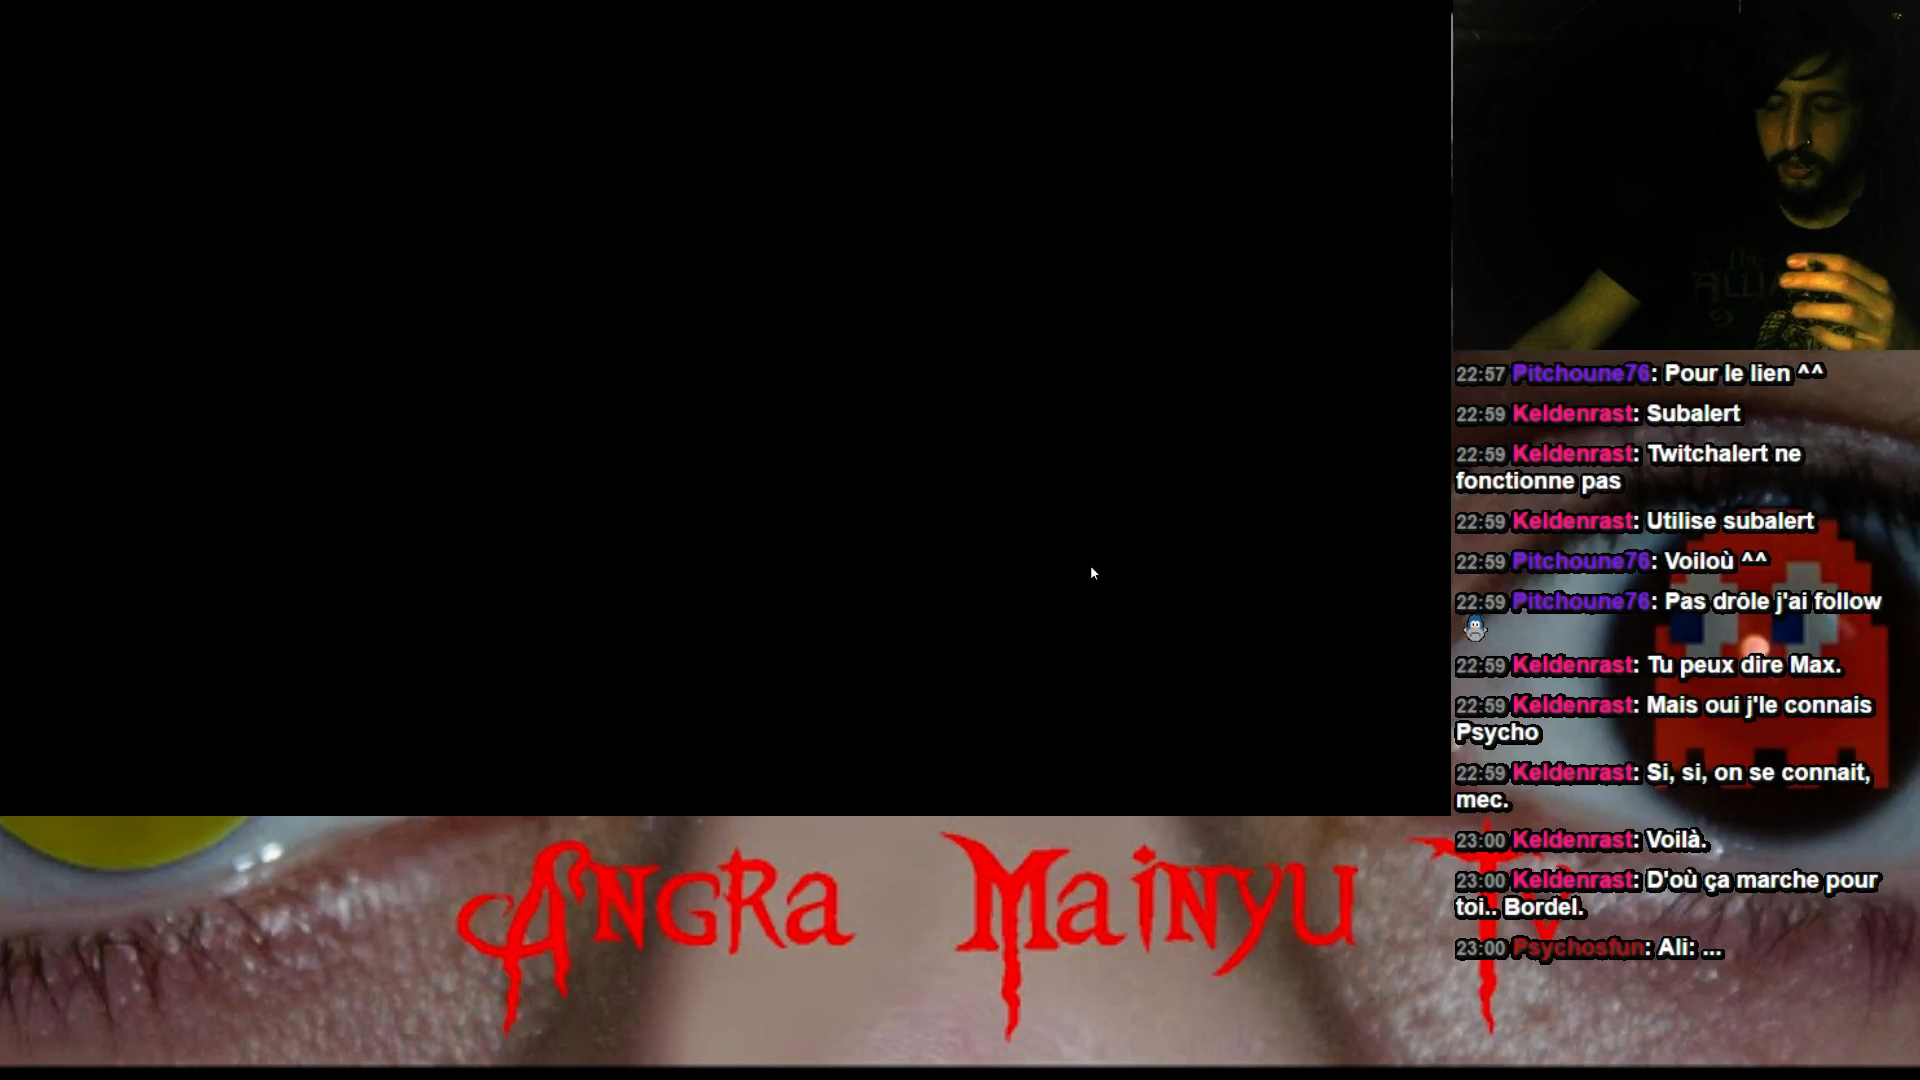 The
ALLIA
22:57 Pitchoune76: Pour le lien ^^
22:59 Keldenrast: Subalert
22:59 Keldenrast: Twitchalert ne
fonctionne pas
22:59 Keldenrast: Utilise subalert
22:59 Pitchoune76: Voiloù ^^
22:59 Pitchoune76: Pas drôle j'ai follow
22:59 Keldenrast: Tu peux dire Max.
22:59 Keldenrast: Mais oui j'le connais
Psycho
22:59 Keldenrast: Si, si, on se connait,
mec.
23:00 Keldenrast: Voilà.
23:00 Keldenrast: D'où ça marche pour
toi.. Bordel.
23:00 Psychosfun: Ali: ...
Angra Mainyu TV